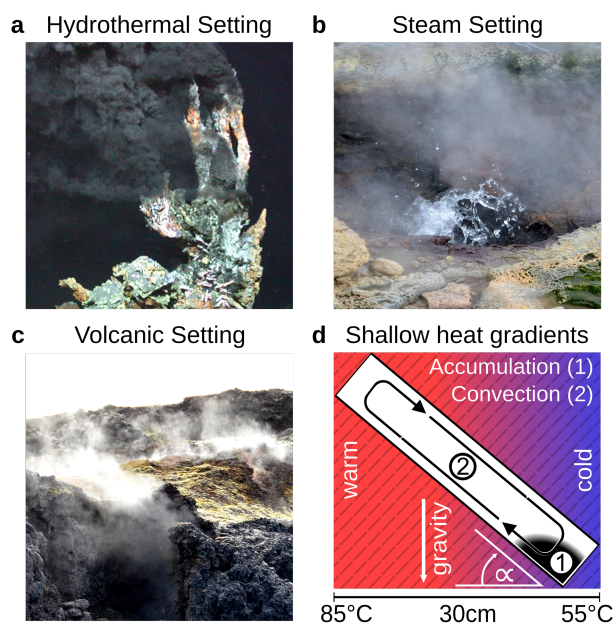 a Hydrothermal Setting
b Steam Setting
c Volcanic Setting
d Shallow heat gradients
Accumulation (1)
Convection (2)
warm
cold
2
gravity
∝
1
85°C 30cm 55°C